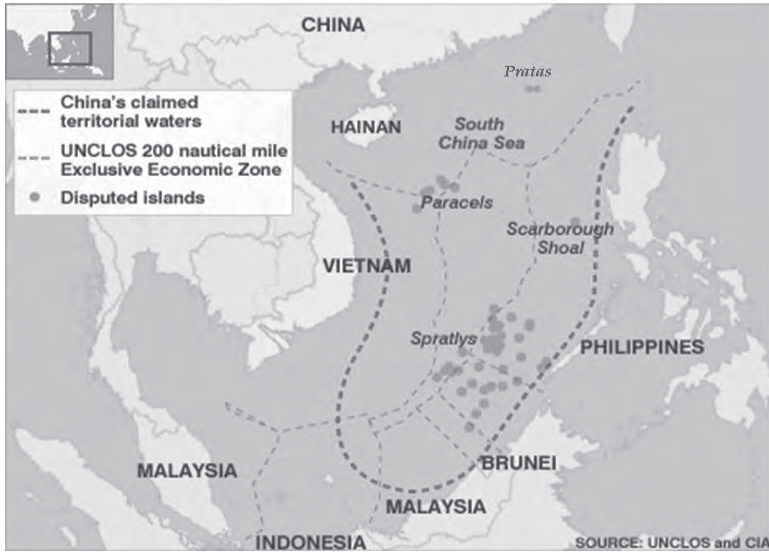 CHINA
Pratas
China's claimed
territorial waters
UNCLOS 200 nautical mile
Exclusive Economic Zone
Disputed islands
HAINAN
South
China Sea
Paracels
Scarborough
Shoal
VIETNAM
Spratlys
PHILIPPINES
BRUNEI
MALAYSIA
MALAYSIA
INDONESIA
SOURCE: UNCLOS and CIA